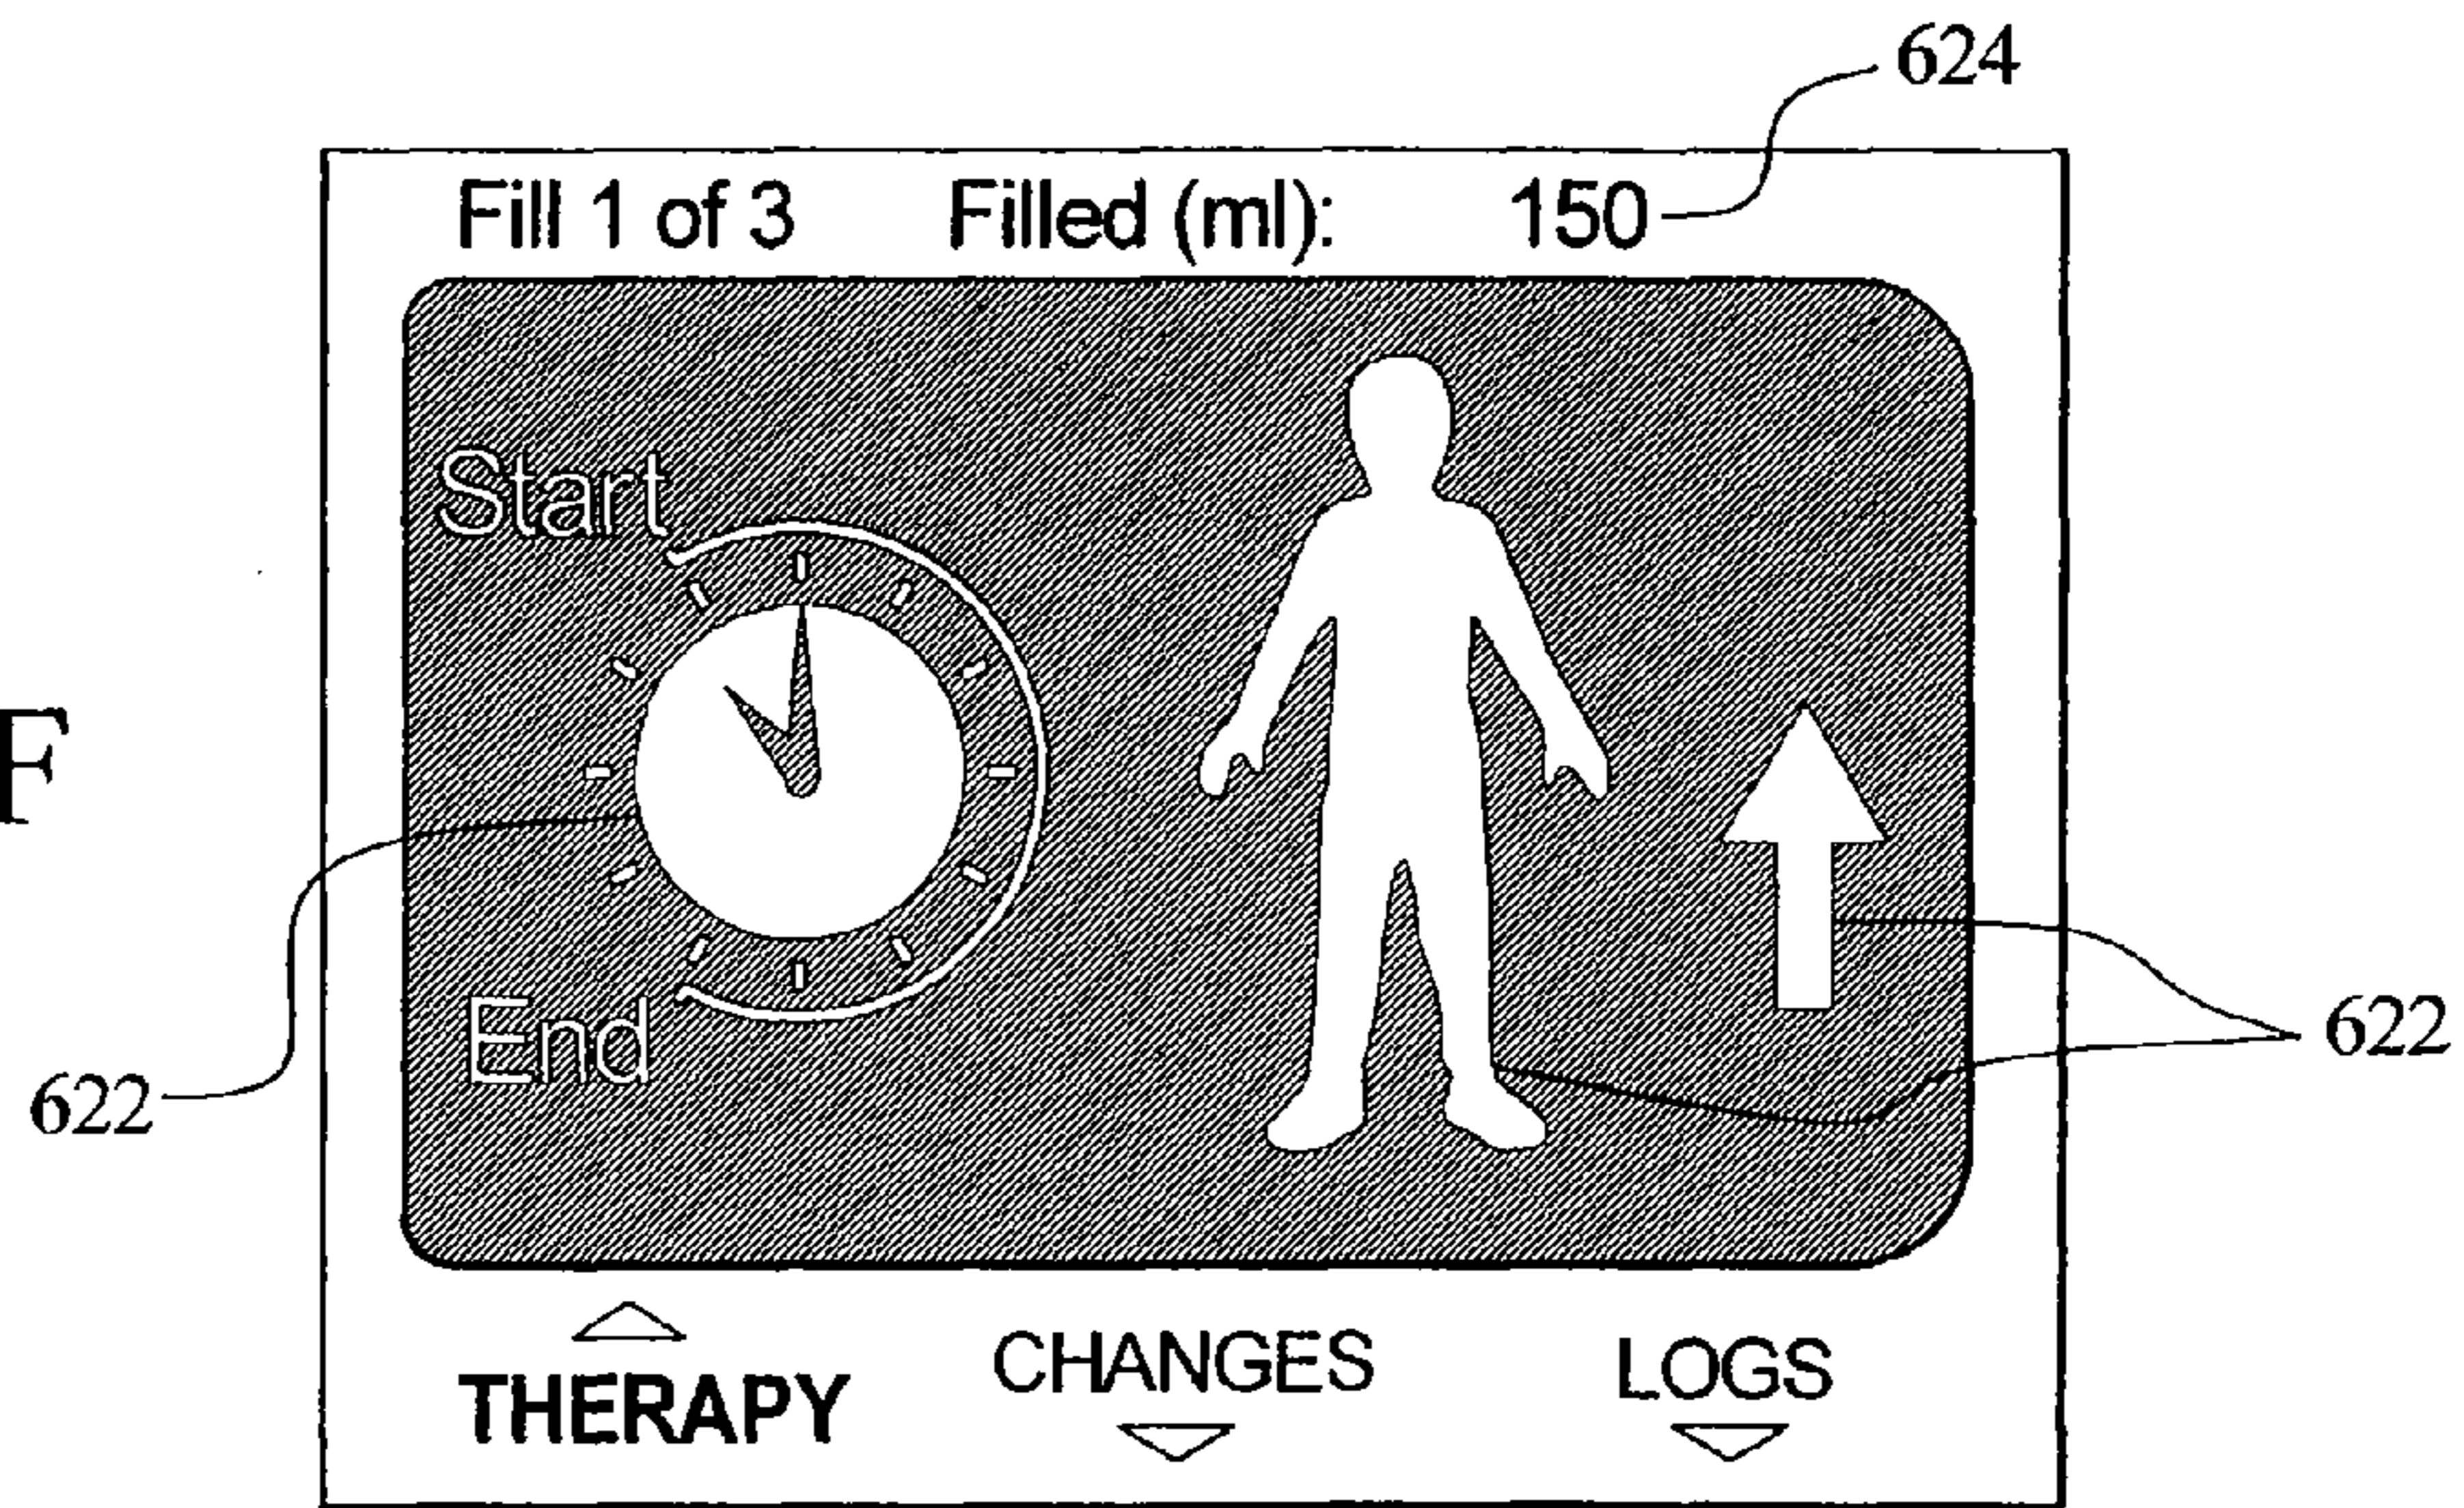 624
Fill 1 of 3 Filled (ml): 150
Start
F
End
622
622
THERAPY CHANGES LOGS